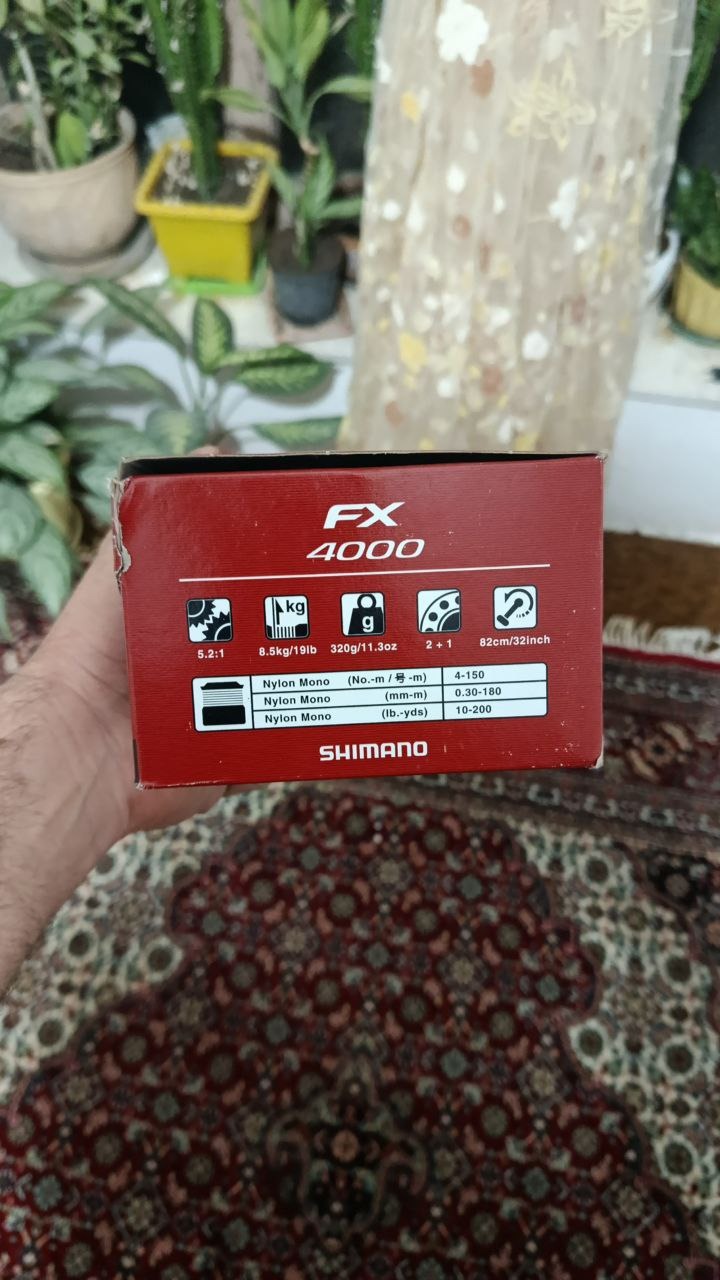 FX
4000
kg
g
5.2:1
8.5kg/19lb
320g/11.3oz
2 + 1
82cm/32inch
Nylon Mono (No.-m / 号 -m) 4-150
Nylon Mono (mm-m) 0.30-180
Nylon Mono (lb.-yds) 10-200
SHIMANO